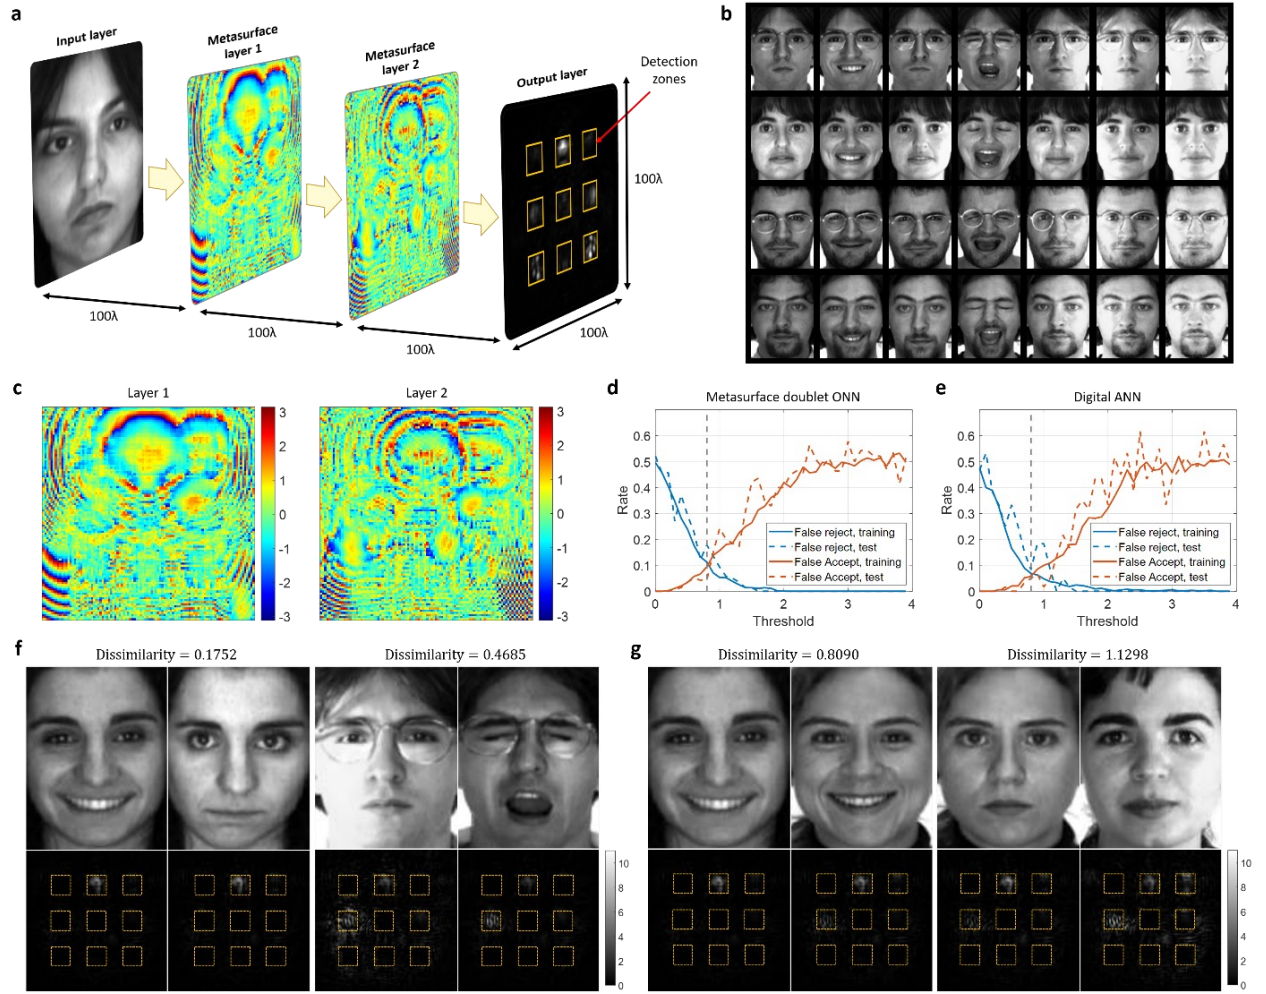 a
Input layer
Metasurface
layer 1
Metasurface
layer 2
Output layer
Detection
zones
100λ
100λ
100λ
100λ
100λ
b
c
Layer 1
3
2
1
0
-1
-2
-3
Layer 2
3
2
1
0
-1
-2
-3
d
Metasurface doublet ONN
Rate
0.6
0.5
0.4
0.3
0.2
0.1
0
False reject, training
False reject, test
False Accept, training
False Accept, test
0 1 2 3 4
Threshold
e
Digital ANN
Rate
0.6
0.5
0.4
0.3
0.2
0.1
0
False reject, training
False reject, test
False Accept, training
False Accept, test
0 1 2 3 4
Threshold
f
Dissimilarity = 0.1752
Dissimilarity = 0.4685
10
8
6
4
2
0
g
Dissimilarity = 0.8090
Dissimilarity = 1.1298
10
8
6
4
2
0